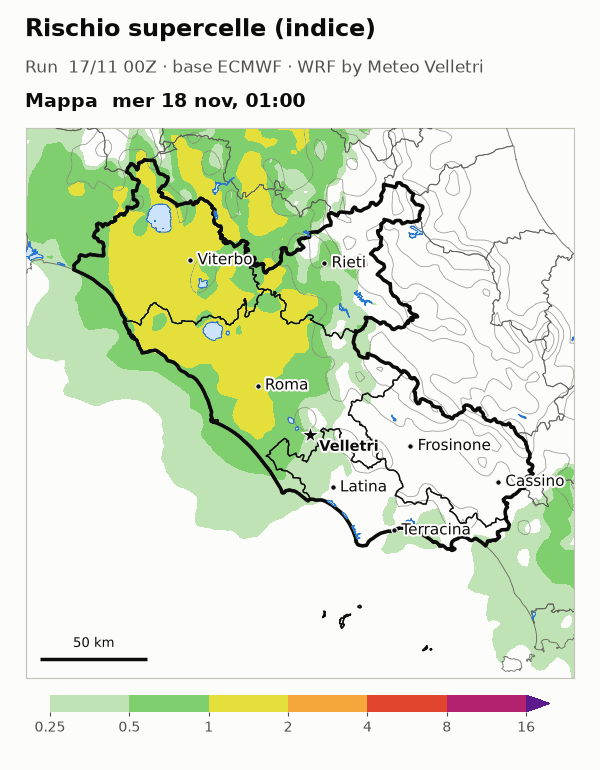 Rischio supercelle (indice)
Run  17/11 00Z · base ECMWF · WRF by Meteo Velletri
Mappa  mer 18 nov, 01:00
Viterbo
Rieti
Roma
Velletri
Frosinone
Cassino
Latina
Terracina
50 km
0.25 0.5 1 2 4 8 16